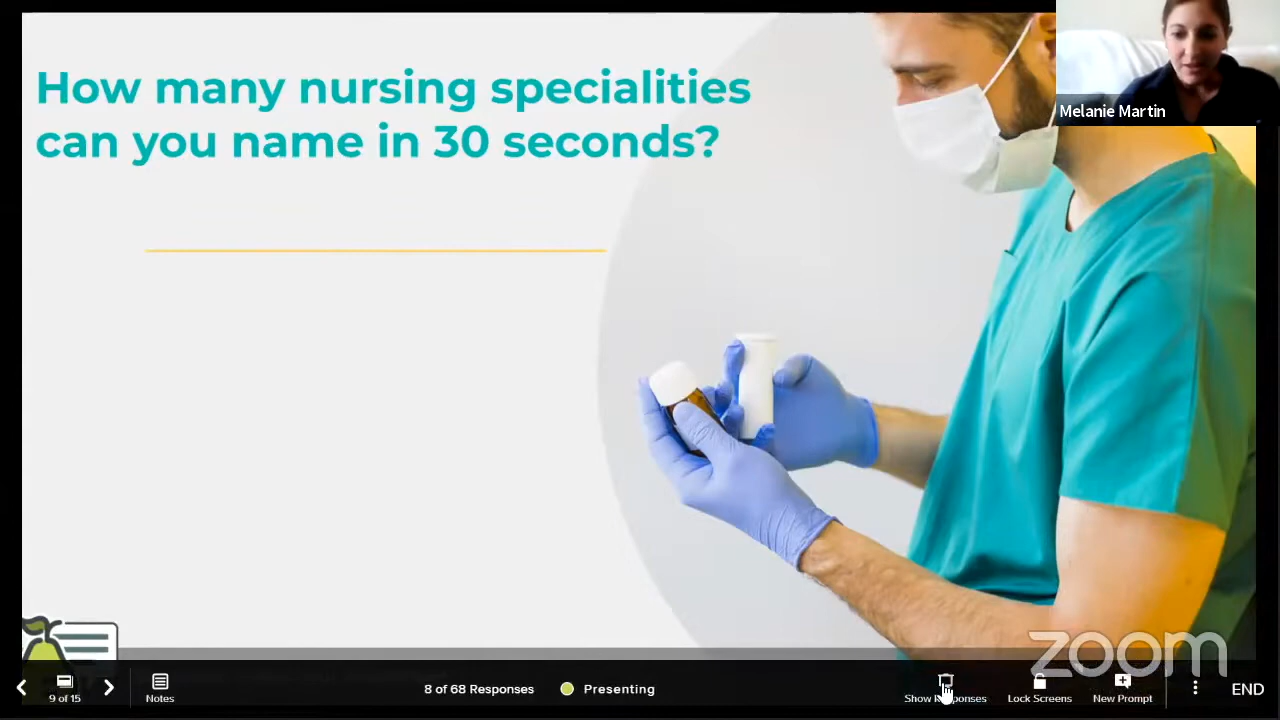 How many nursing specialities
can you name in 30 seconds?
Melanie Martin
zoom
9 of 15
Notes
8 of 68 Responses
Presenting
Show Responses
Lock Screens
New Prompt
END